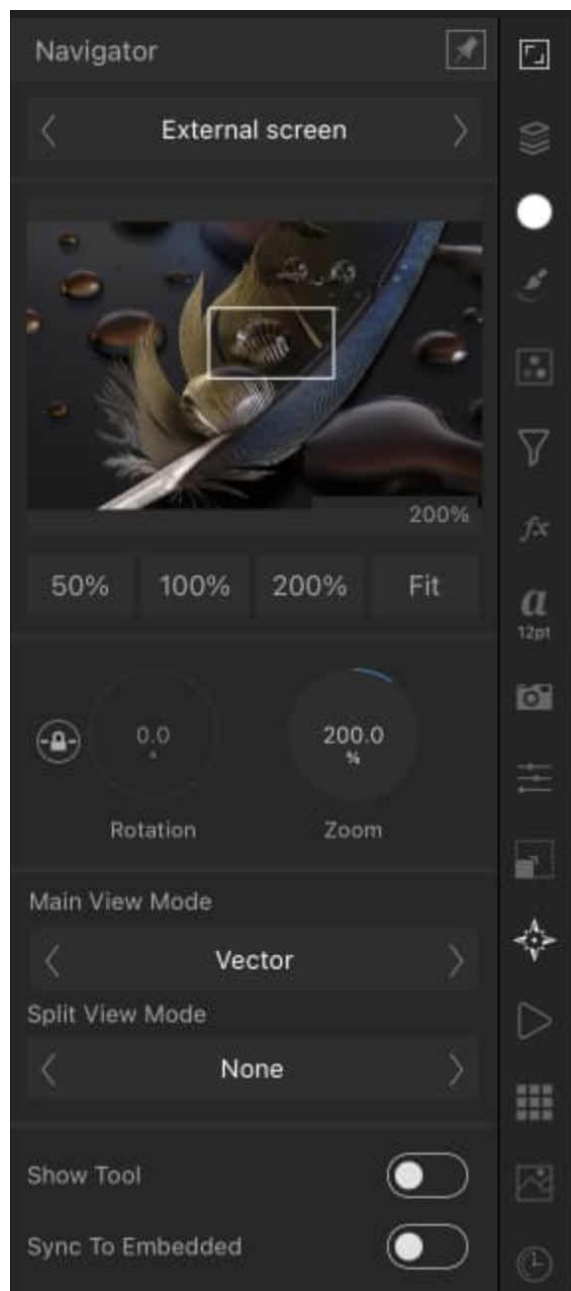 Navigator
External screen
200%
50% 100% 200% Fit
fx
a
12pt
0.0
°
200.0
%
Rotation Zoom
Main View Mode
Vector
Split View Mode
None
Show Tool
Sync To Embedded